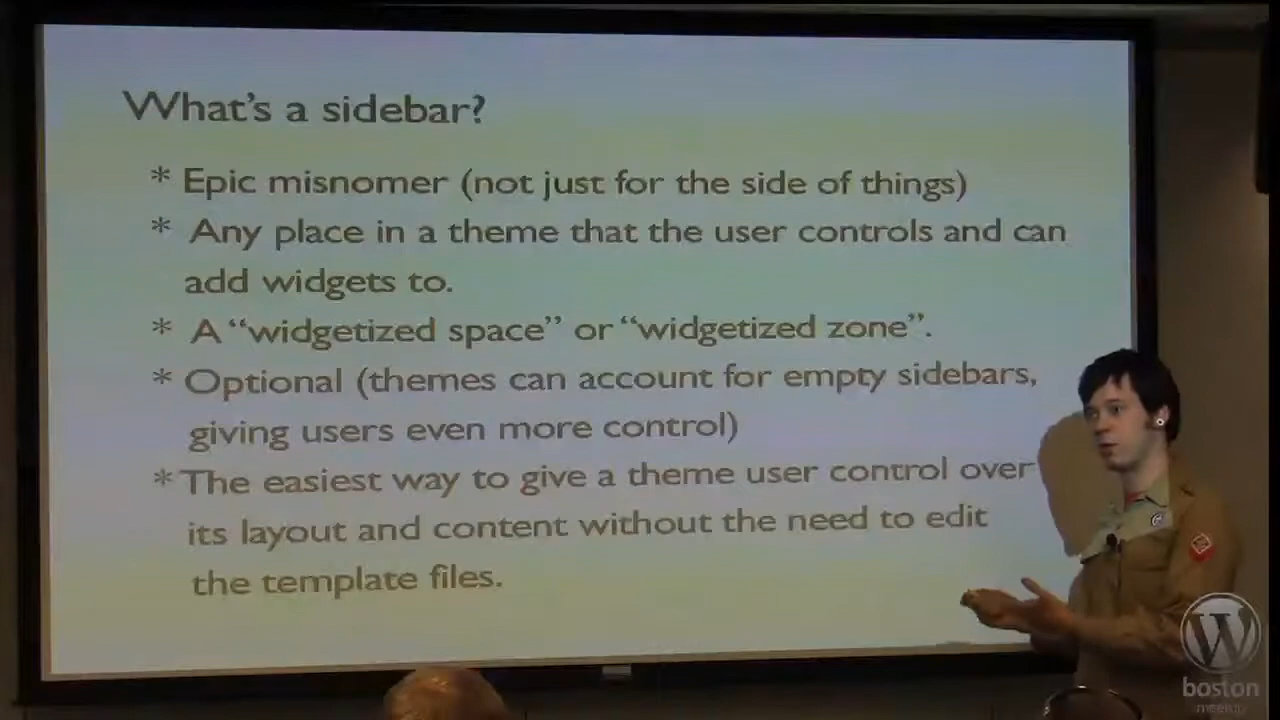 What's a sidebar?
* Epic misnomer (not just for the side of things)
* Any place in a theme that the user controls and can
add widgets to.
* A “widgetized space” or “widgetized zone”.
* Optional (themes can account for empty sidebars,
giving users even more control)
* The easiest way to give a theme user control over
its layout and content without the need to edit
the template files.
W
boston
meetup